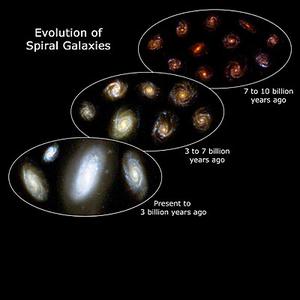 Evolution of
Spiral Galaxies
7 to 10 billion
years ago
3 to 7 billion
years ago
Present to
3 billion years ago